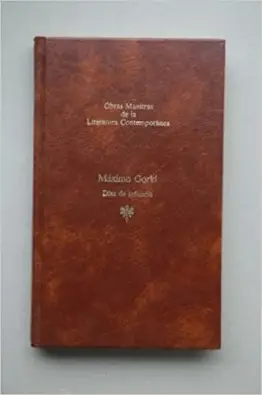 Obras Maestras
de la
Literatura Contemporánea
Máximo Gorki
Días de infancia